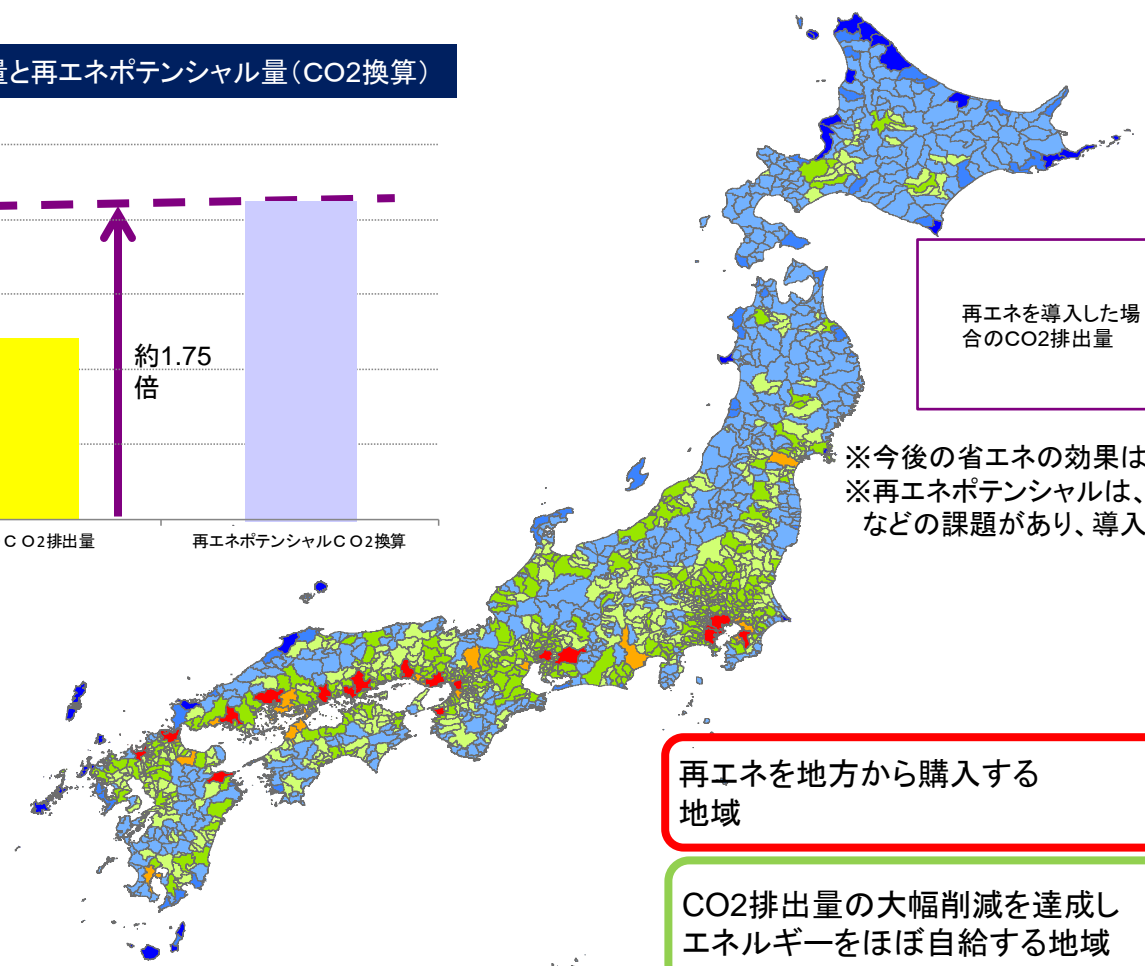 量と再エネポテンシャル量（CO2換算）
約1.75
倍
ＣＯ2排出量
再エネポテンシャルＣＯ2換算
再エネを導入した場
合のCO2排出量
※今後の省エネの効果は
※再エネポテンシャルは、
などの課題があり、導入
再エネを地方から購入する
地域
CO2排出量の大幅削減を達成し
エネルギーをほぼ自給する地域